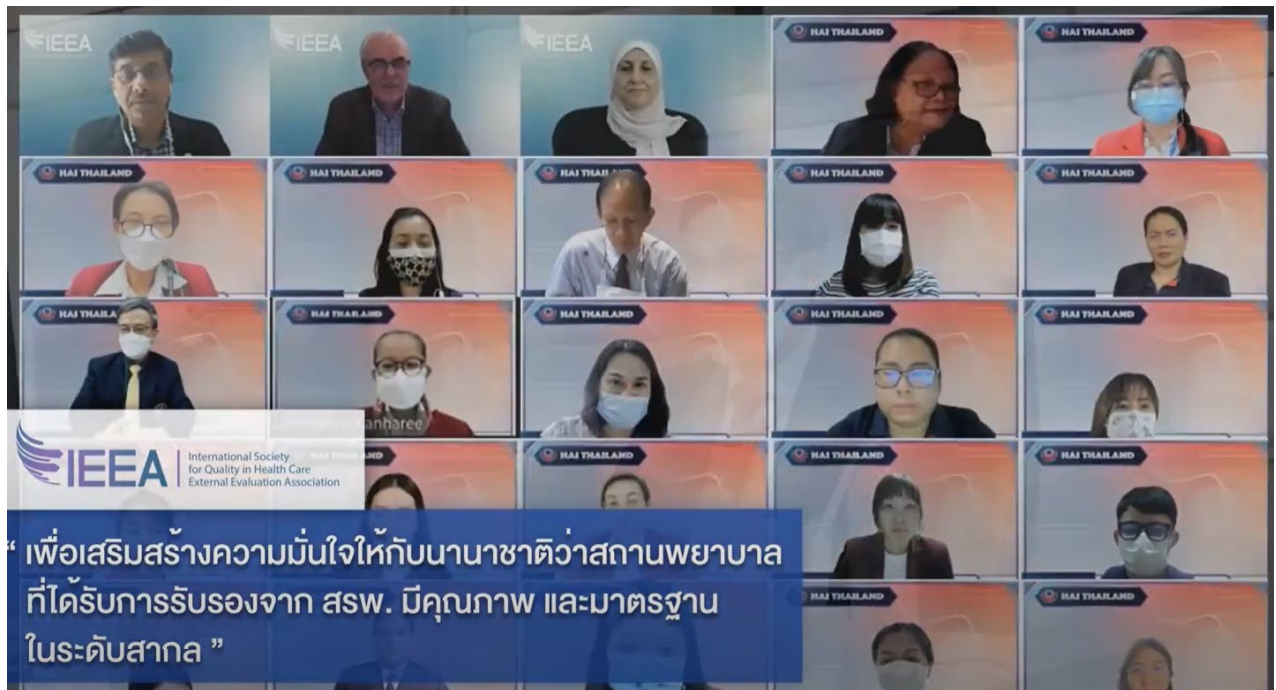 IEEA
IEEA
IEEA
HAI THAILAND
HAI THAILAND
HAI THAILAND
HAI THAILAND
HAI THAIL
HAI THAILAND
HAI THAILAND
HAI THAILA
HAI THAILAND
HAI THAILAND
HAI THAILAND
HAI THAILAND
anharee
IEEA
International Society
for Quality in Health Care
External Evaluation Association
HAI THAILAND
HAI THAILAND
HAI THAILAND
“ เพื่อเสริมสร้างความมั่นใจให้กับนานาชาติว่าสถานพยาบาล
ที่ได้รับการรับรองจาก สรพ. มีคุณภาพ และมาตรฐาน
ในระดับสากล ”
HAI THAILAND
HAI THAILAND